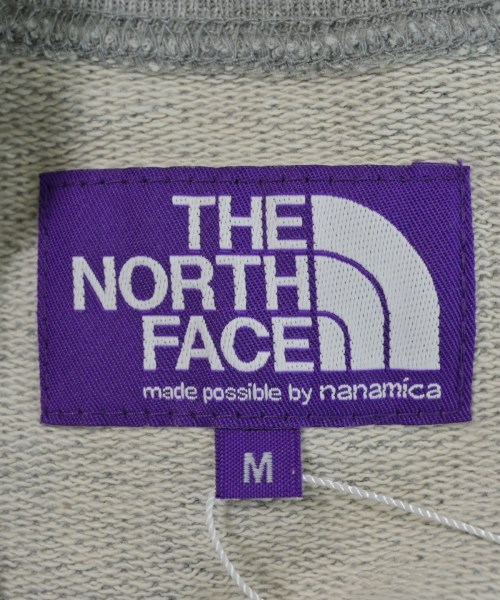 THE
NORTH
FACE
made possible by nanamica
M